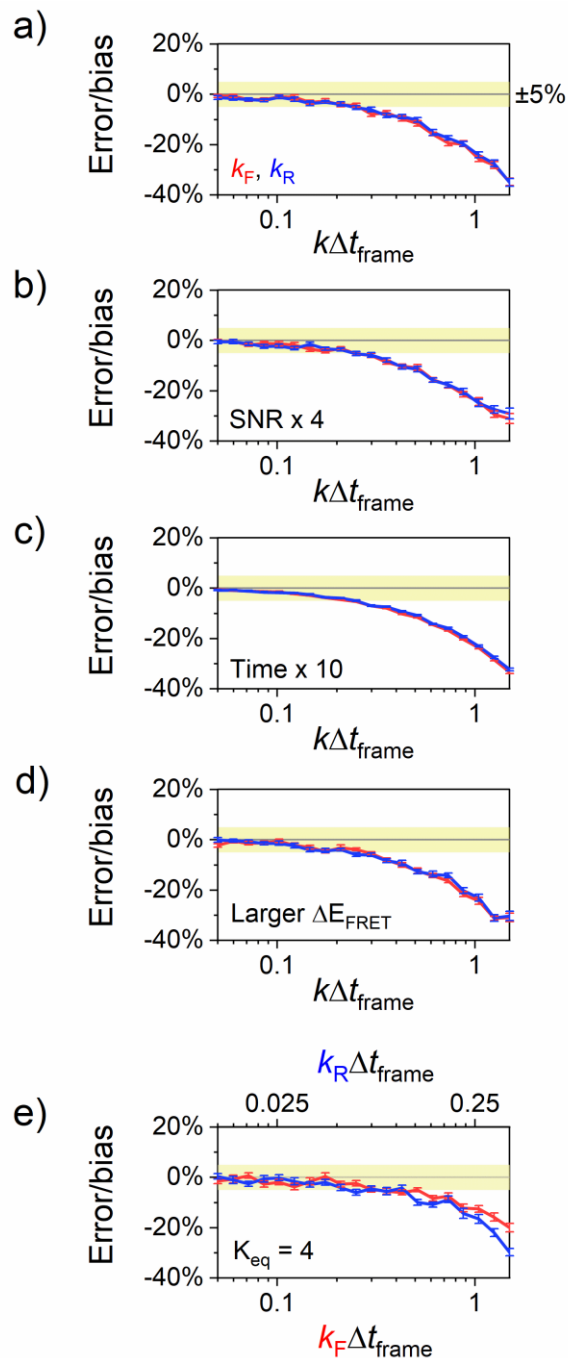 a)
Error/bias
20%
0%
-20%
-40%
±5%
kF, kR
0.1
1
kΔtframe
b)
Error/bias
20%
0%
-20%
-40%
SNR x 4
0.1
1
kΔtframe
c)
Error/bias
20%
0%
-20%
-40%
Time x 10
0.1
1
kΔtframe
d)
Error/bias
20%
0%
-20%
-40%
Larger ΔEFRET
0.1
1
kΔtframe
kRΔtframe
0.025
0.25
e)
Error/bias
20%
0%
-20%
-40%
Keq = 4
0.1
1
kFΔtframe